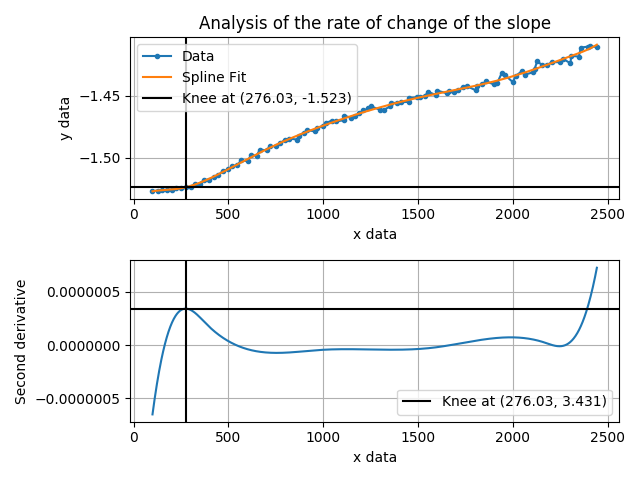 Analysis of the rate of change of the slope
Data
Spline Fit
Knee at (276.03, -1.523)
−1.45
−1.50
y data
0 500 1000 1500 2000 2500
x data
0.0000005
0.0000000
−0.0000005
Second derivative
Knee at (276.03, 3.431)
0 500 1000 1500 2000 2500
x data